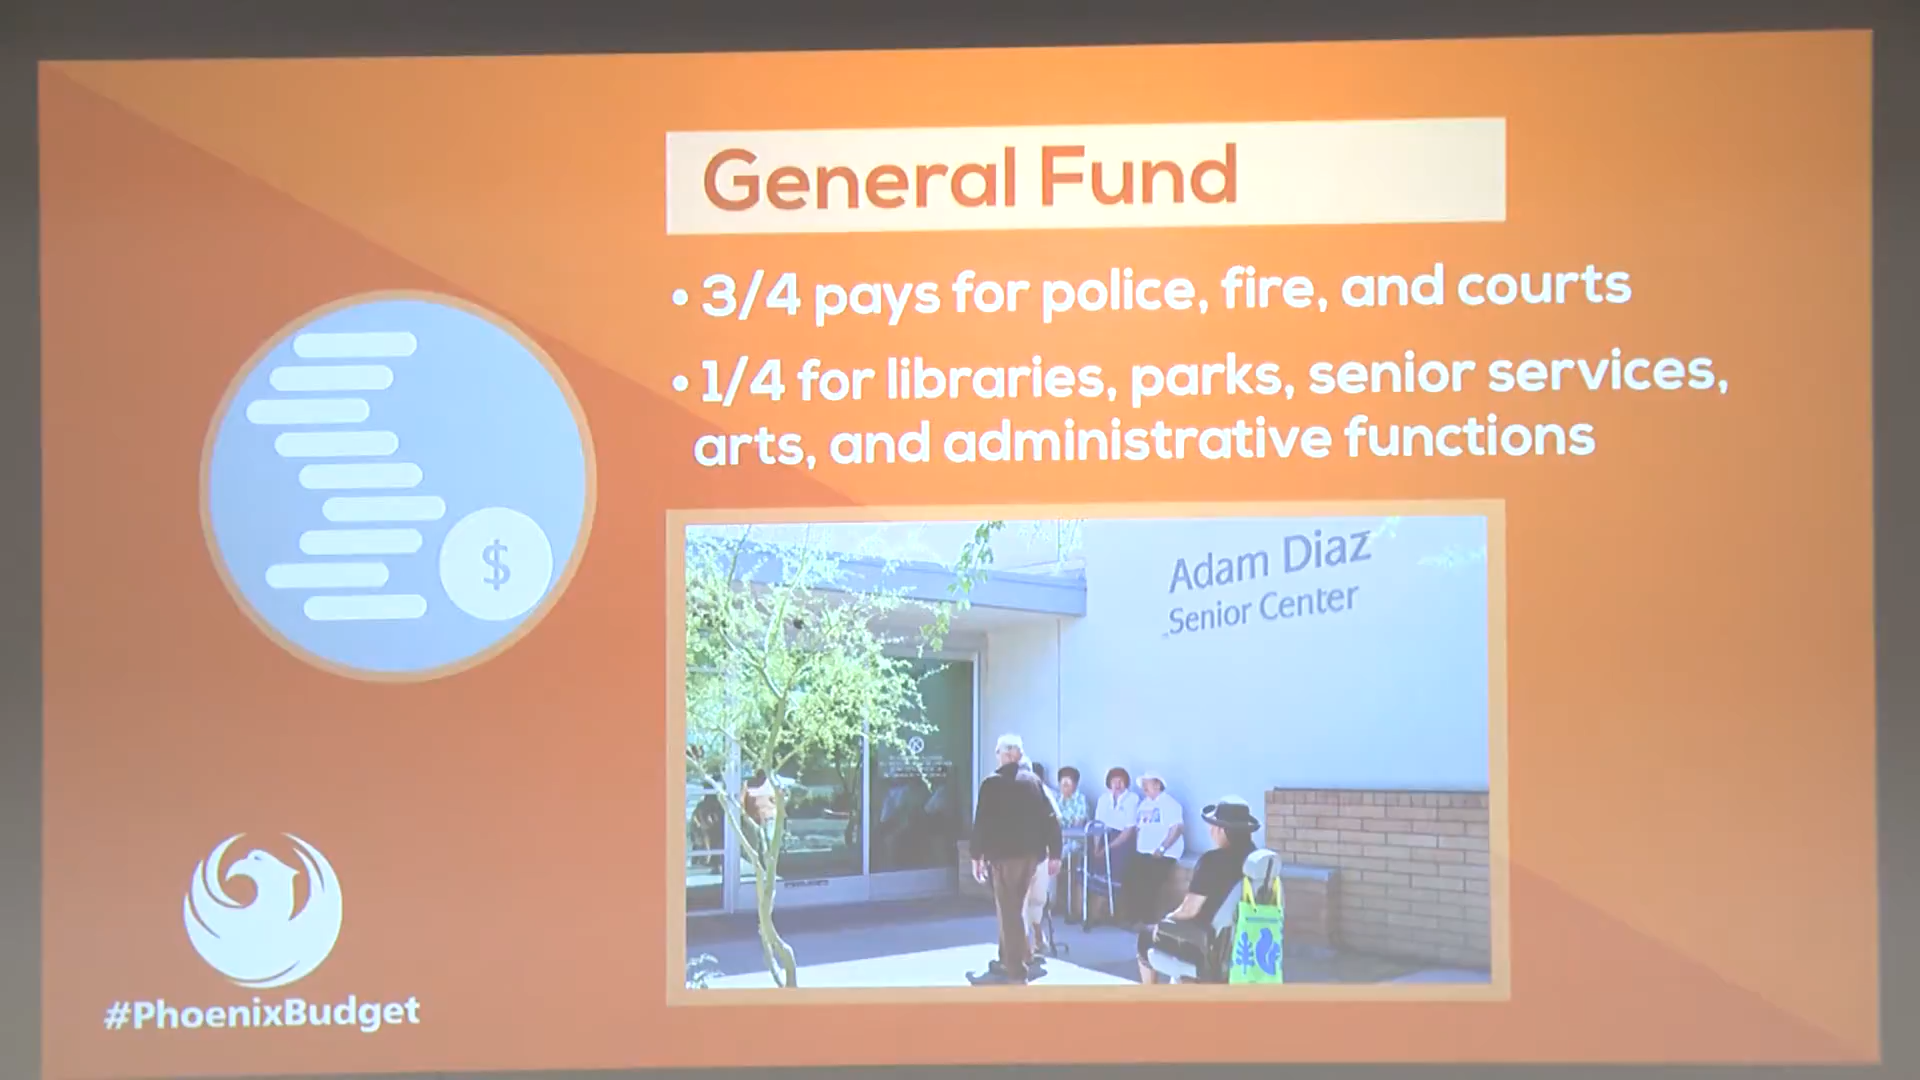 General Fund
• 3/4 pays for police, fire, and courts
• 1/4 for libraries, parks, senior services,
arts, and administrative functions
$
Adam Diaz
Senior Center
#PhoenixBudget